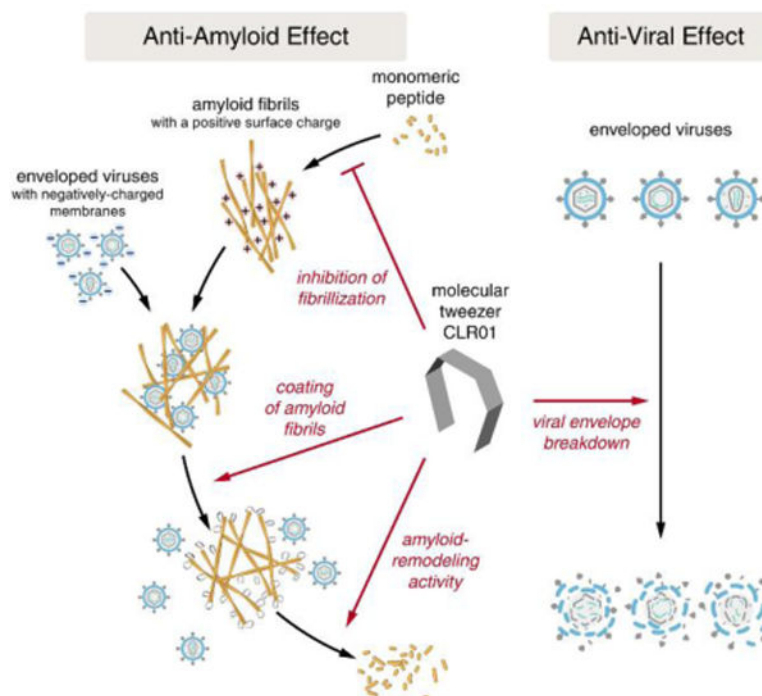 Anti-Amyloid Effect
Anti-Viral Effect
monomeric
peptide
amyloid fibrils
with a positive surface charge
enveloped viruses
enveloped viruses
with negatively-charged
membranes
inhibition of
fibrillization
molecular
tweezer
CLR01
coating
of amyloid
fibrils
viral envelope
breakdown
amyloid-
remodeling
activity